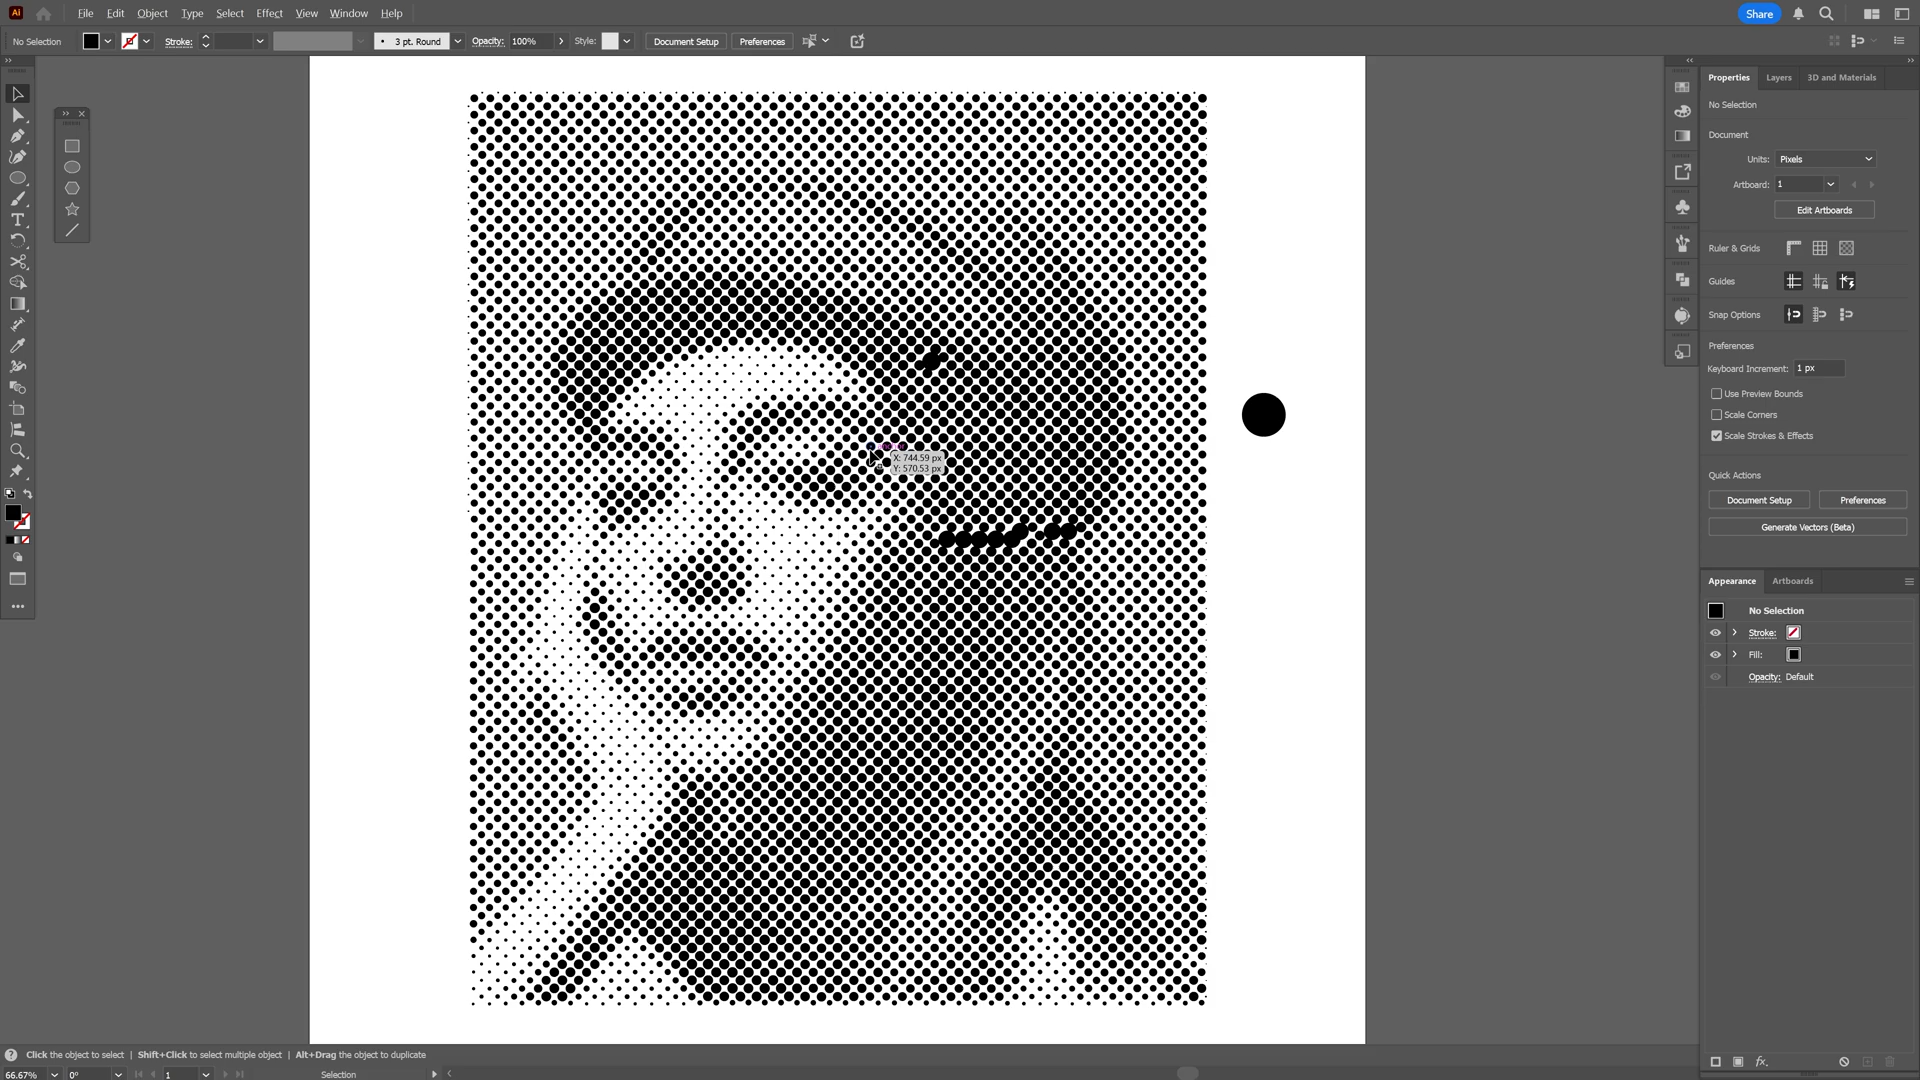 Ai
File Edit Object Type Select Effect View Window Help
Share
No Selection
Stroke:
3 pt. Round
Opacity: 100%
Style:
Document Setup
Preferences
Properties
Layers
3D and Materials
No Selection
Document
Units: Pixels
Artboard: 1
Edit Artboards
Ruler & Grids
Guides
Snap Options
Preferences
Keyboard Increment: 1 px
Use Preview Bounds
Scale Corners
Scale Strokes & Effects
Quick Actions
Document Setup
Preferences
Generate Vectors (Beta)
X: 744.59 px
Y: 570.53 px
Appearance
Artboards
No Selection
Stroke:
Fill:
Opacity: Default
fx.
Click the object to select | Shift+Click to select multiple object | Alt+Drag the object to duplicate
66.67%
0°
1
Selection